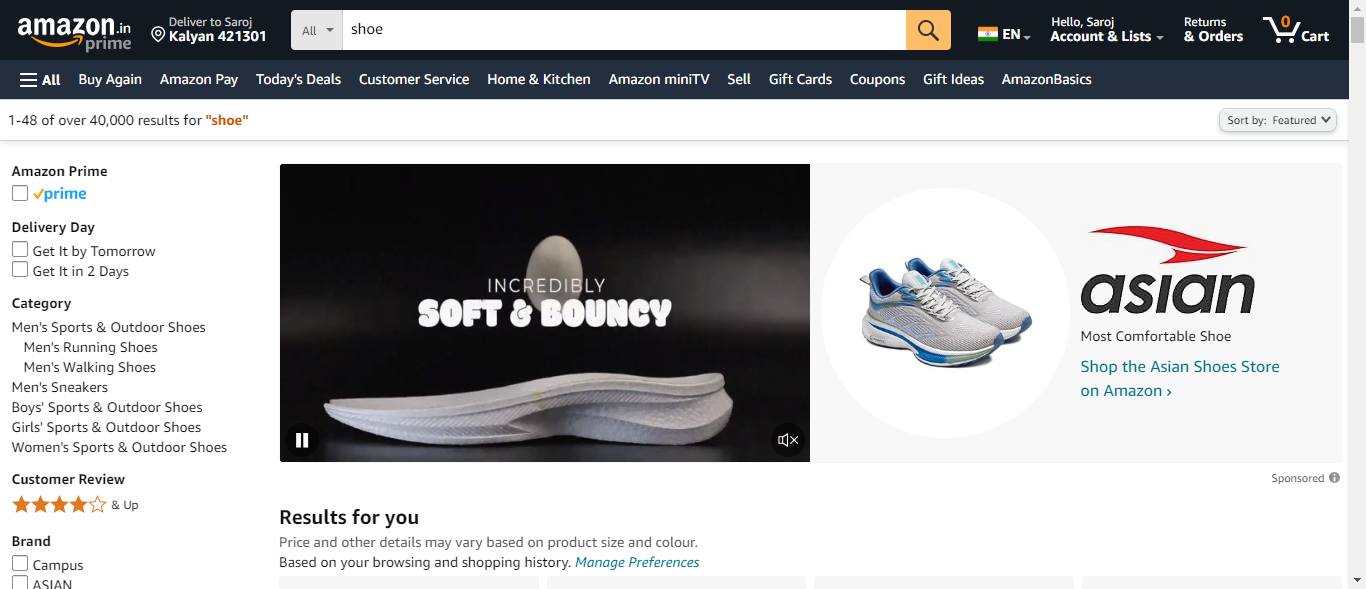 amazon.in
prime
Deliver to Saroj
Kalyan 421301
All
shoe
EN
Hello, Saroj
Account & Lists
Returns
& Orders
0
Cart
All
Buy Again
Amazon Pay
Today's Deals
Customer Service
Home & Kitchen
Amazon miniTV
Sell
Gift Cards
Coupons
Gift Ideas
AmazonBasics
1-48 of over 40,000 results for "shoe"
Sort by: Featured
Amazon Prime
prime
Delivery Day
Get It by Tomorrow
Get It in 2 Days
Category
Men's Sports & Outdoor Shoes
Men's Running Shoes
Men's Walking Shoes
Men's Sneakers
Boys' Sports & Outdoor Shoes
Girls' Sports & Outdoor Shoes
Women's Sports & Outdoor Shoes
Customer Review
& Up
Brand
Campus
ASIAN
INCREDIBLY
SOFT & BOUNCY
asian
Most Comfortable Shoe
Shop the Asian Shoes Store
on Amazon ›
Sponsored
Results for you
Price and other details may vary based on product size and colour.
Based on your browsing and shopping history. Manage Preferences